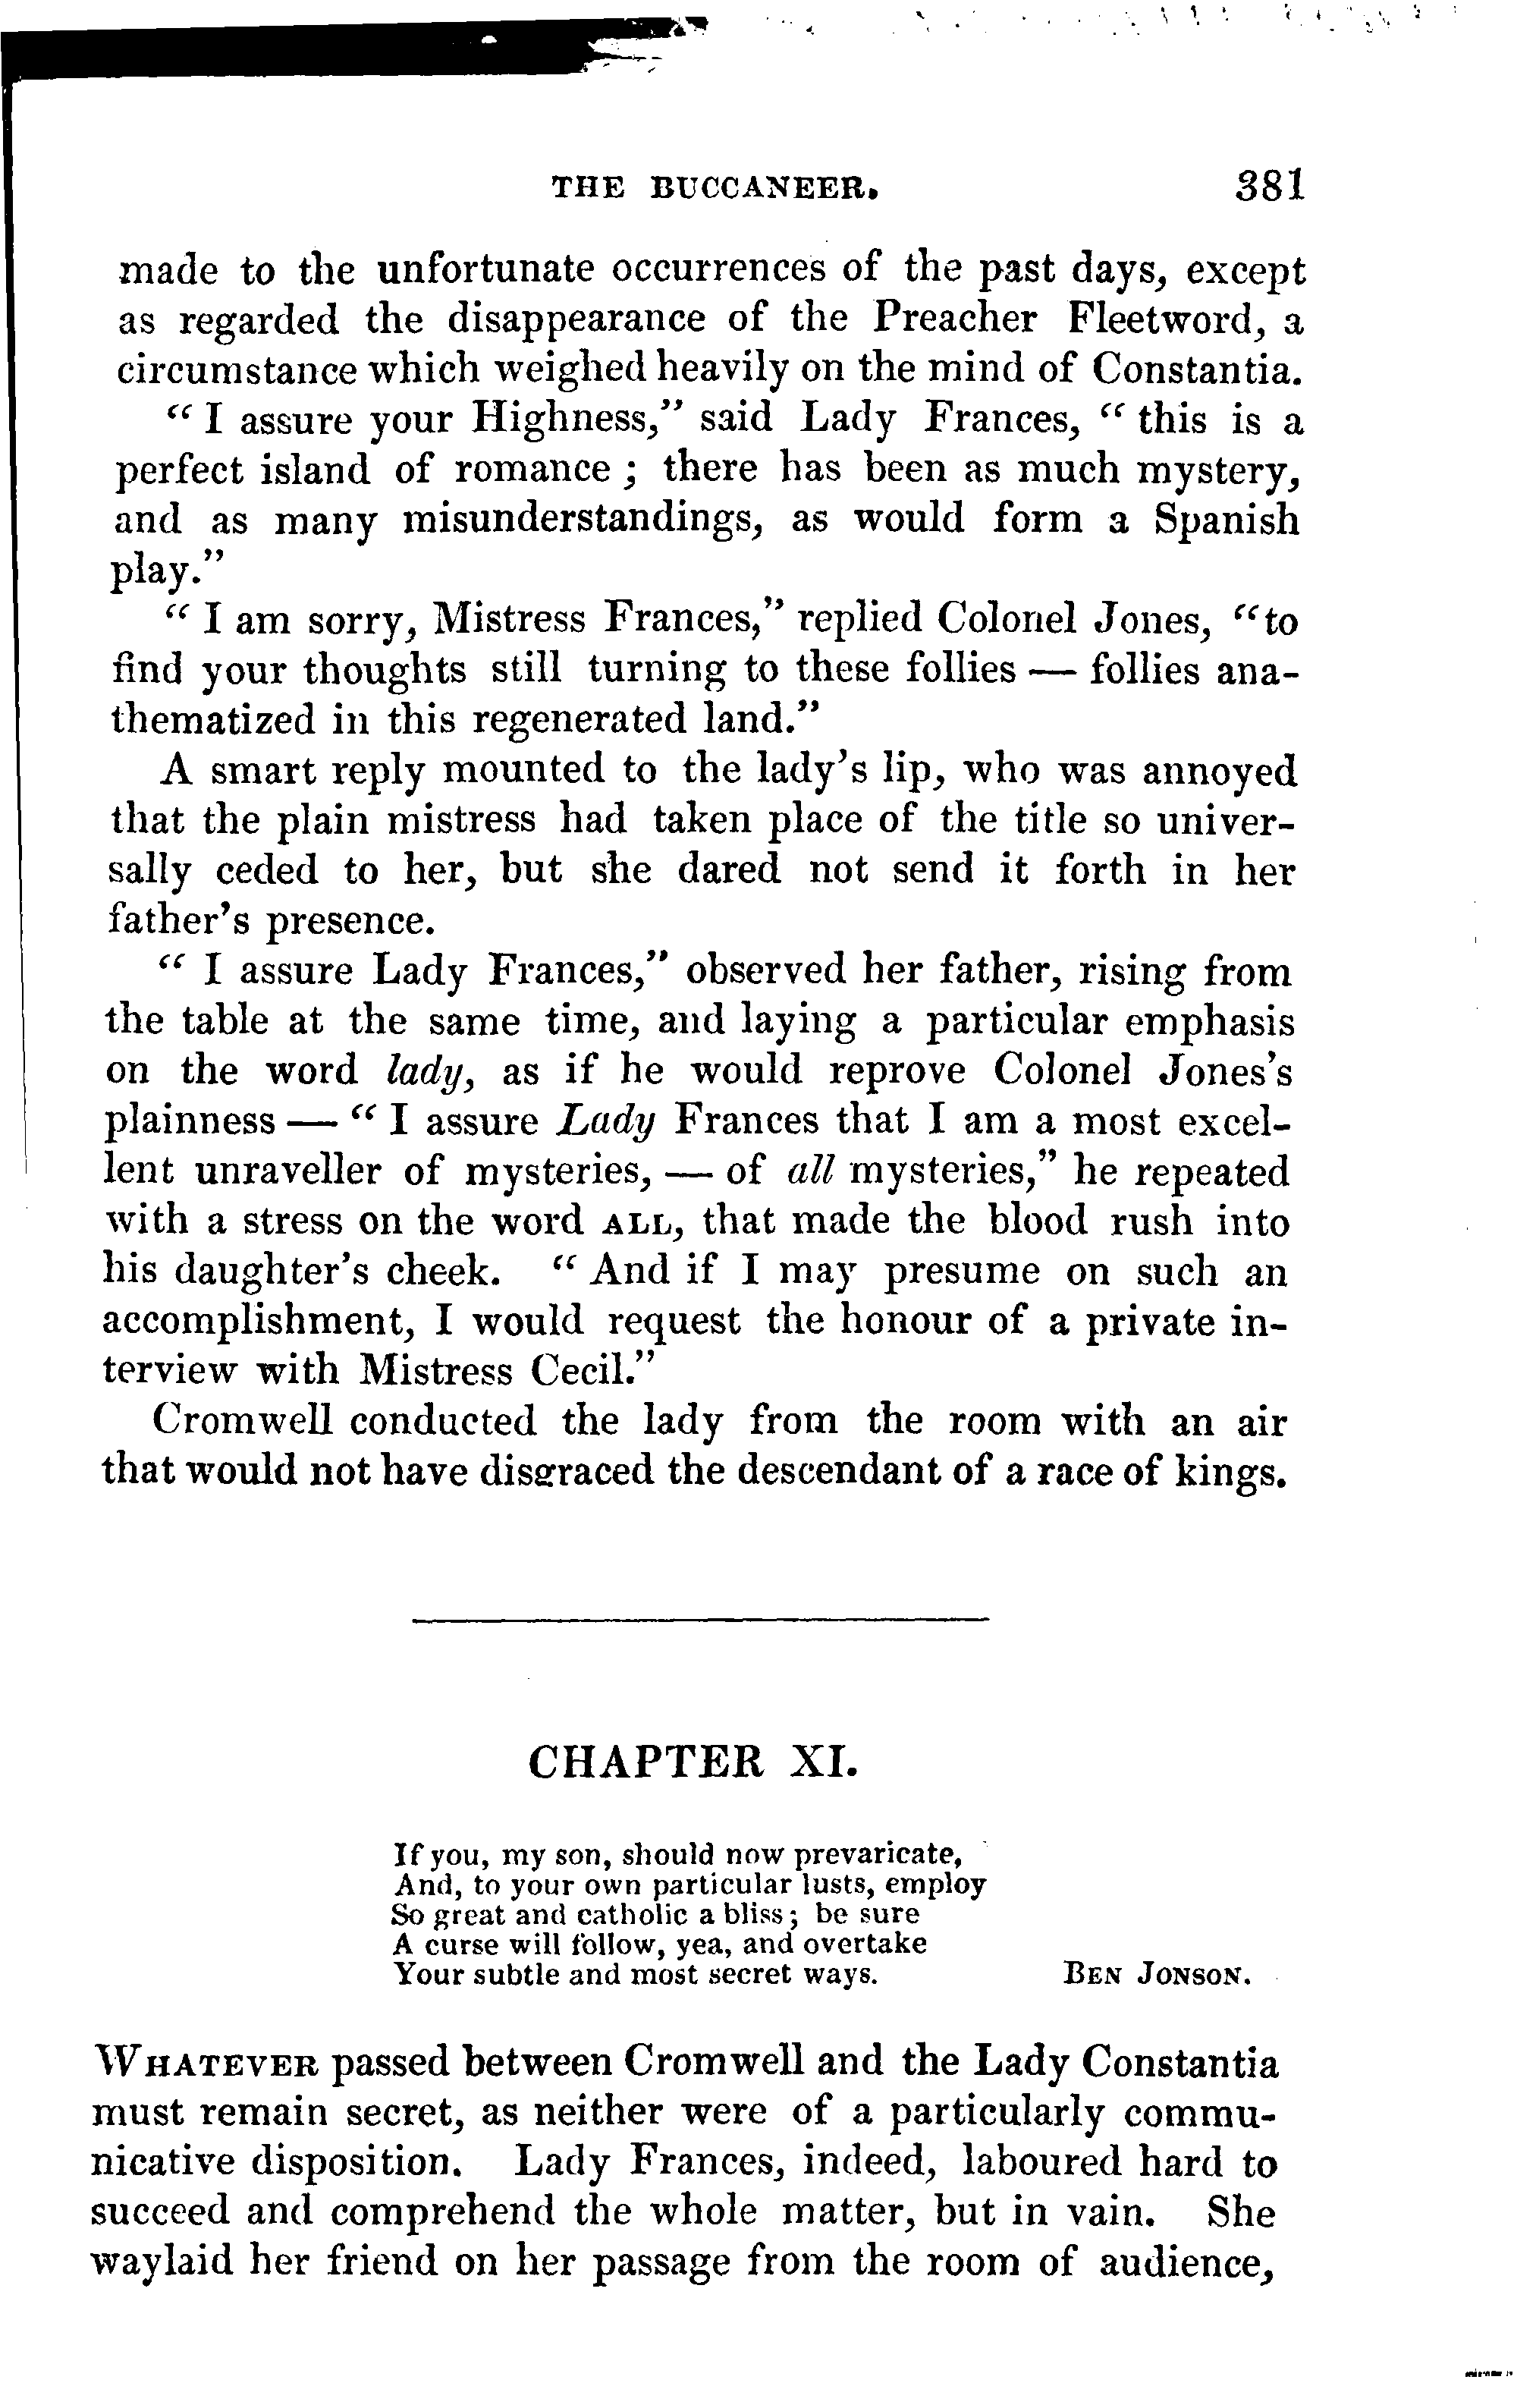 THE BUCCANEER. 381
made to the unfortunate occurrences of the past days, except
as regarded the disappearance of the Preacher Fleetword, a
circumstance which weighed heavily on the mind of Constantia.
“ I assure your Highness,” said Lady Frances, “ this is a
perfect island of romance ; there has been as much mystery,
and as many misunderstandings, as would form a Spanish
play.”
“ I am sorry, Mistress Frances,” replied Colonel Jones, “to
find your thoughts still turning to these follies — follies ana-
thematized in this regenerated land.”
A smart reply mounted to the lady’s lip, who was annoyed
that the plain mistress had taken place of the title so univer-
sally ceded to her, but she dared not send it forth in her
father’s presence.
“ I assure Lady Frances,” observed her father, rising from
the table at the same time, and laying a particular emphasis
on the word lady, as if he would reprove Colonel Jones’s
plainness — “ I assure Lady Frances that I am a most excel-
lent unraveller of mysteries, — of all mysteries,” he repeated
with a stress on the word ALL, that made the blood rush into
his daughter’s cheek. “ And if I may presume on such an
accomplishment, I would request the honour of a private in-
terview with Mistress Cecil.”
Cromwell conducted the lady from the room with an air
that would not have disgraced the descendant of a race of kings.
CHAPTER XI.
If you, my son, should now prevaricate,
And, to your own particular lusts, employ
So great and catholic a bliss; be sure
A curse will follow, yea, and overtake
Your subtle and most secret ways. BEN JONSON.
WHATEVER passed between Cromwell and the Lady Constantia
must remain secret, as neither were of a particularly commu-
nicative disposition. Lady Frances, indeed, laboured hard to
succeed and comprehend the whole matter, but in vain. She
waylaid her friend on her passage from the room of audience,